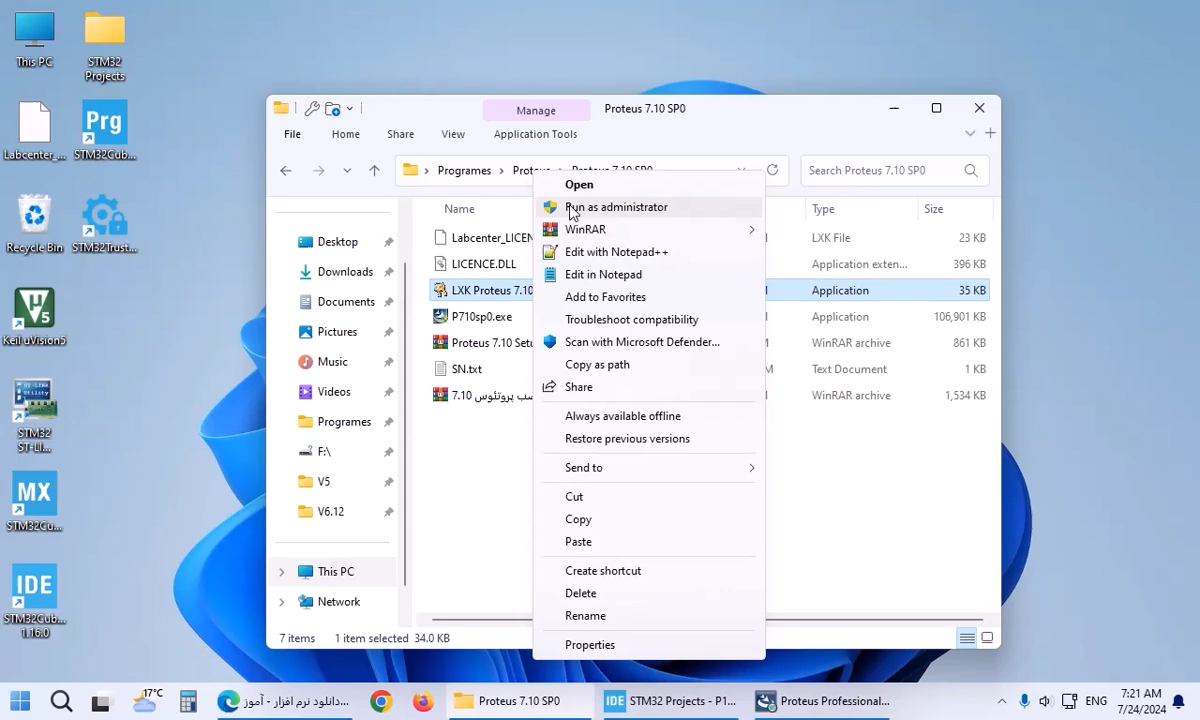 This PC
STM32 Projects
Labcenter_...
STM32Cub...
Recycle Bin
STM32Trust...
Keil uVision5
STM32 ST-LI...
STM32Cu...
STM32Cub... 1.16.0
Prg
MX
IDE
Manage
Proteus 7.10 SP0
File
Home
Share
View
Application Tools
Programes
Proteus
Proteus 7.10 SP0
Search Proteus 7.10 SP0
Name
Type
Size
Desktop
Downloads
Documents
Pictures
Music
Videos
Programes
F:\
V5
V6.12
This PC
Network
Labcenter_LICEN
LXK File
23 KB
LICENCE.DLL
Application exten...
396 KB
LXK Proteus 7.10
Application
35 KB
P710sp0.exe
Application
106,901 KB
Proteus 7.10 Setu
M
WinRAR archive
861 KB
SN.txt
M
Text Document
1 KB
صب پروتئوس 7.10
WinRAR archive
1,534 KB
Open
Run as administrator
WinRAR
Edit with Notepad++
Edit in Notepad
Add to Favorites
Troubleshoot compatibility
Scan with Microsoft Defender...
Copy as path
Share
Always available offline
Restore previous versions
Send to
Cut
Copy
Paste
Create shortcut
Delete
Rename
Properties
7 items
1 item selected
34.0 KB
17°C
دانلود نرم افزار - آموز...
Proteus 7.10 SP0
IDE
STM32 Projects - P1...
Proteus Professional...
ENG
7:21 AM
7/24/2024